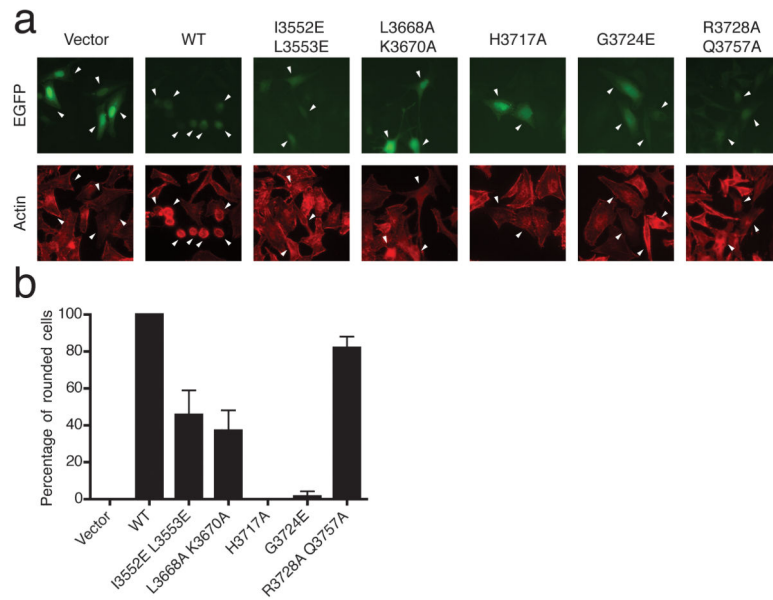 a
Vector
WT
I3552E
L3553E
L3668A
K3670A
H3717A
G3724E
R3728A
Q3757A
EGFP
Actin
b
Percentage of rounded cells
100
80
60
40
20
0
Vector
WT
I3552E L3553E
L3668A K3670A
H3717A
G3724E
R3728A Q3757A